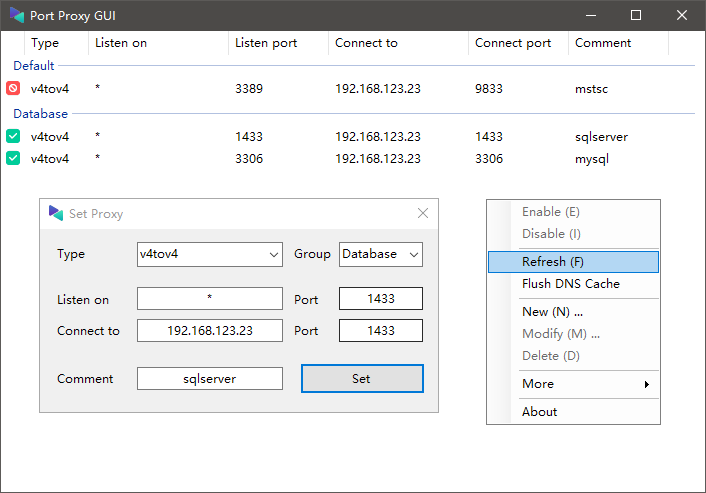 Port Proxy GUI
Type Listen on Listen port Connect to Connect port Comment
Default
v4tov4 * 3389 192.168.123.23 9833 mstsc
Database
v4tov4 * 1433 192.168.123.23 1433 sqlserver
v4tov4 * 3306 192.168.123.23 3306 mysql
Set Proxy
Type v4tov4 Group Database
Listen on * Port 1433
Connect to 192.168.123.23 Port 1433
Comment sqlserver Set
Enable (E)
Disable (I)
Refresh (F)
Flush DNS Cache
New (N) ...
Modify (M) ...
Delete (D)
More
About